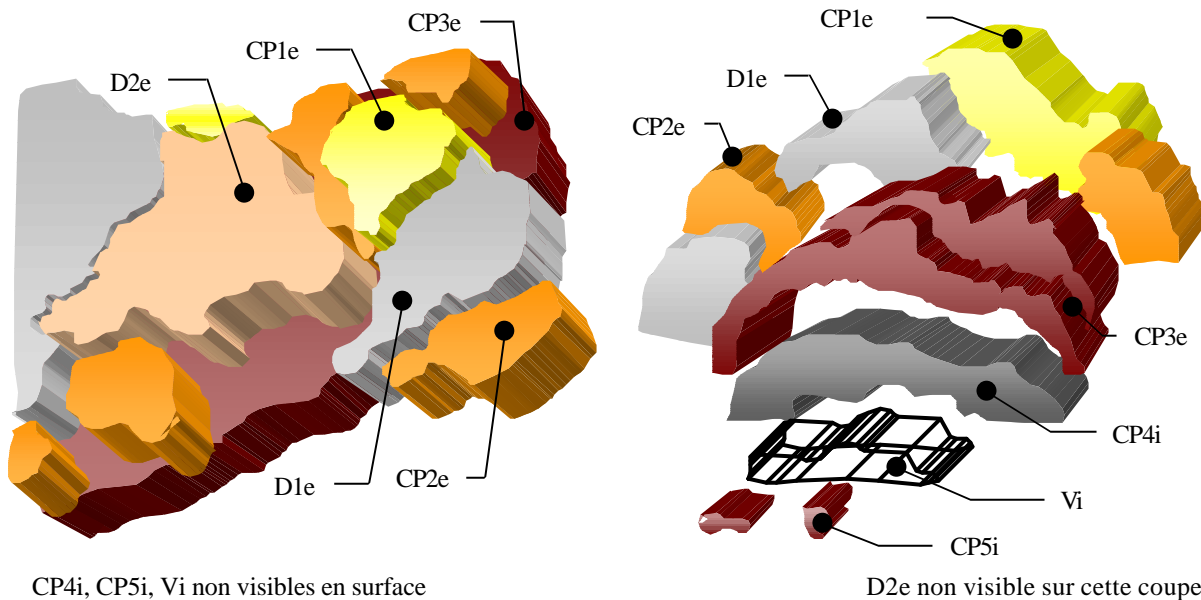 CP3e
CP1e
D2e
D1e
CP2e
CP4i, CP5i, Vi non visibles en surface
CP1e
D1e
CP2e
CP3e
CP4i
Vi
CP5i
D2e non visible sur cette coupe